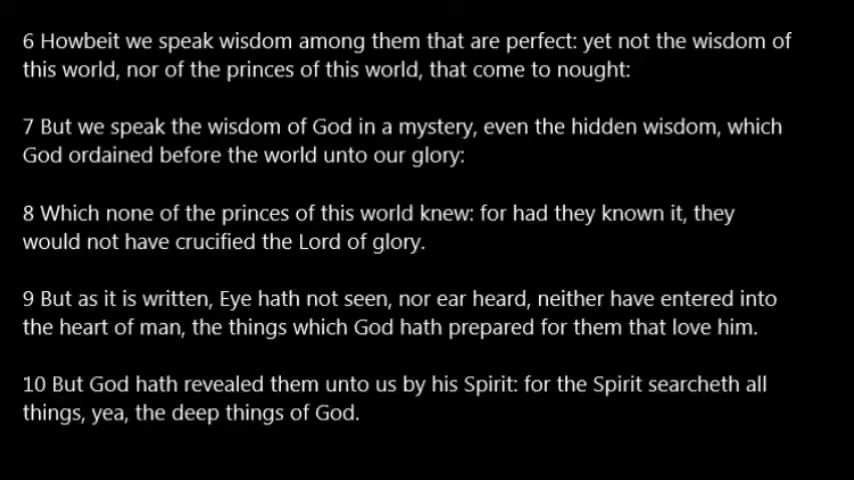 6 Howbeit we speak wisdom among them that are perfect: yet not the wisdom of
this world, nor of the princes of this world, that come to nought:
7 But we speak the wisdom of God in a mystery, even the hidden wisdom, which
God ordained before the world unto our glory:
8 Which none of the princes of this world knew: for had they known it, they
would not have crucified the Lord of glory.
9 But as it is written, Eye hath not seen, nor ear heard, neither have entered into
the heart of man, the things which God hath prepared for them that love him.
10 But God hath revealed them unto us by his Spirit: for the Spirit searcheth all
things, yea, the deep things of God.